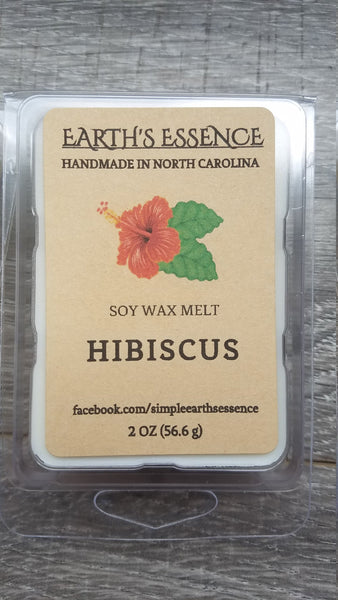 EARTH'S ESSENCE
HANDMADE IN NORTH CAROLINA
SOY WAX MELT
HIBISCUS
facebook.com/simpleearthsessence
2 OZ (56.6 g)